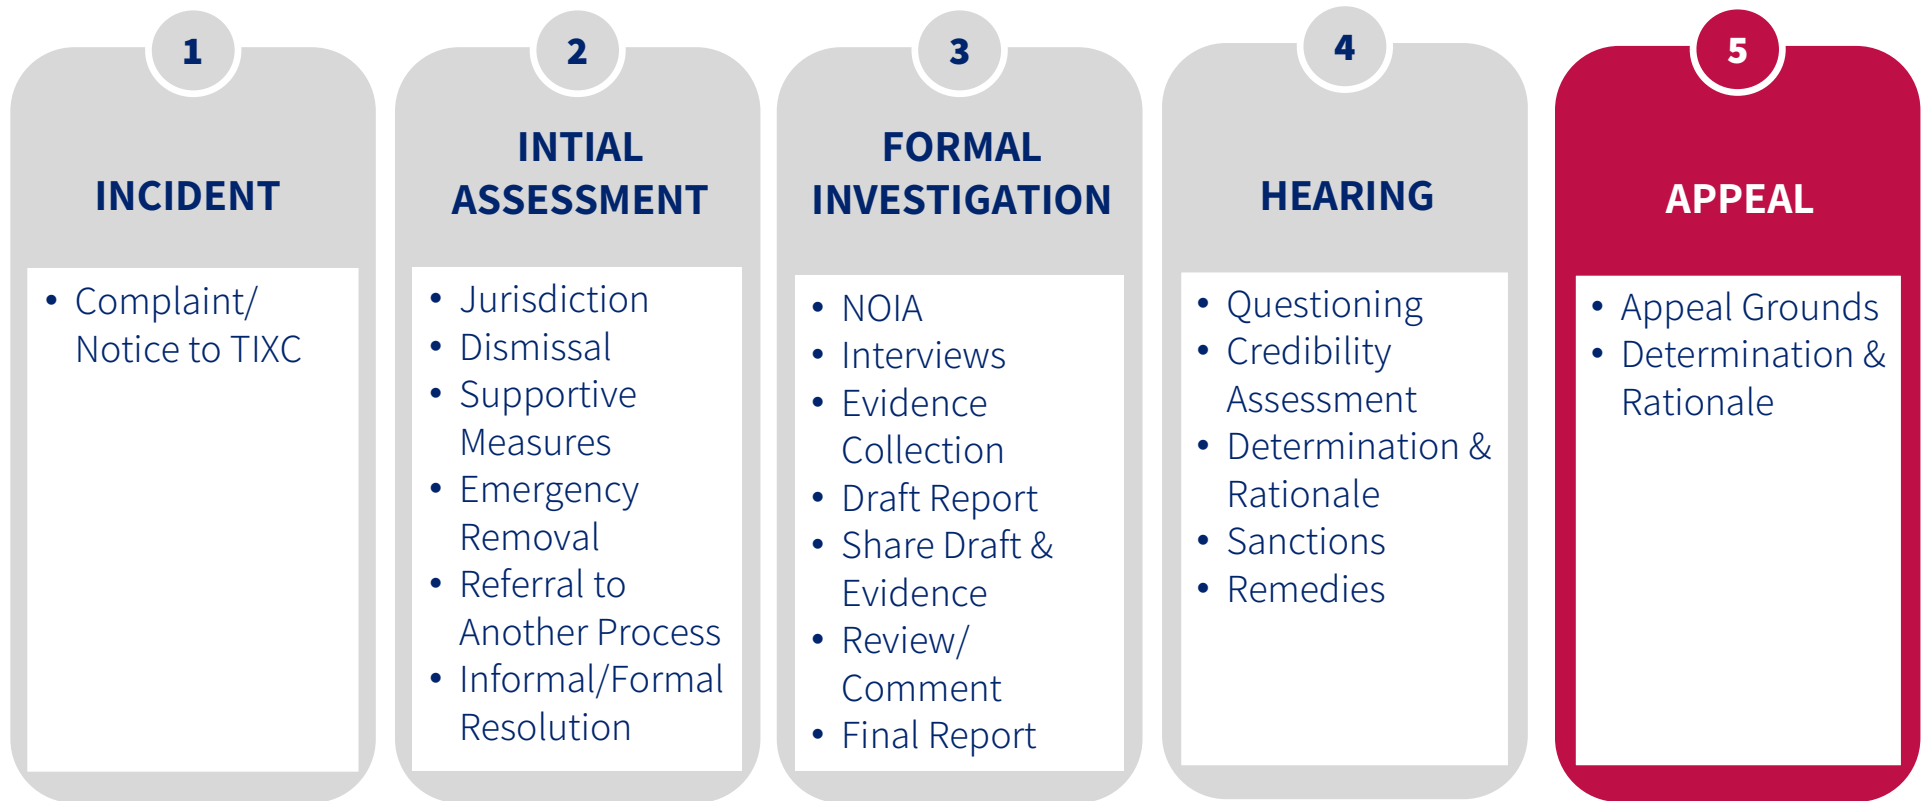 1
INCIDENT
• Complaint/
Notice to TIXC
2
INTIAL
ASSESSMENT
• Jurisdiction
• Dismissal
• Supportive
Measures
• Emergency
Removal
• Referral to
Another Process
• Informal/Formal
Resolution
3
FORMAL
INVESTIGATION
• NOIA
• Interviews
• Evidence
Collection
• Draft Report
• Share Draft &
Evidence
• Review/
Comment
• Final Report
4
HEARING
• Questioning
• Credibility
Assessment
• Determination &
Rationale
• Sanctions
• Remedies
5
APPEAL
• Appeal Grounds
• Determination &
Rationale